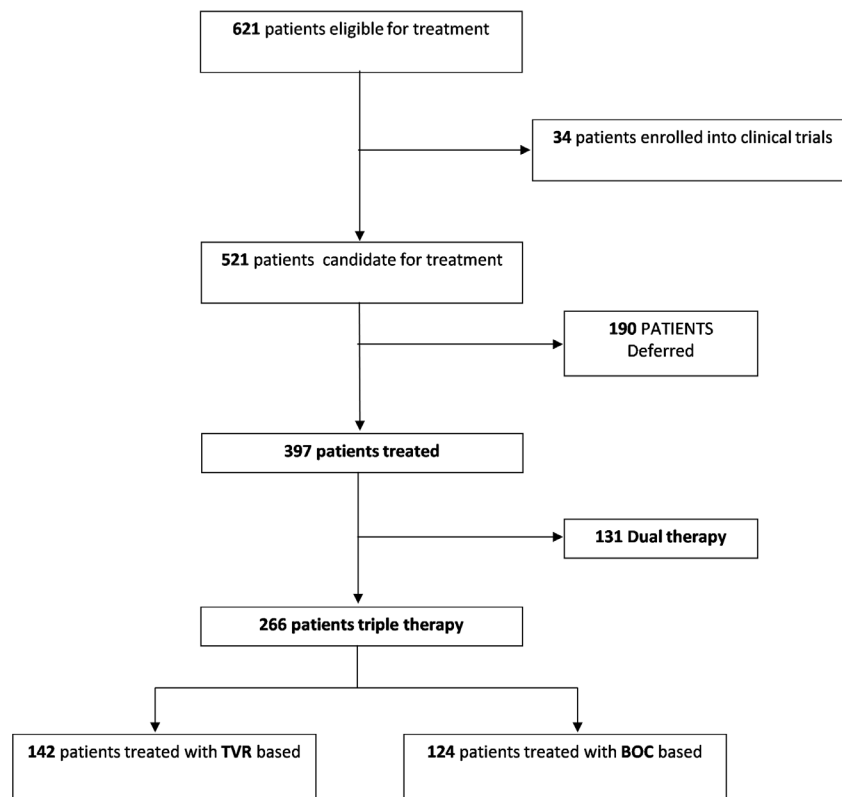 621 patients eligible for treatment
34 patients enrolled into clinical trials
521 patients candidate for treatment
190 PATIENTS
Deferred
397 patients treated
131 Dual therapy
266 patients triple therapy
142 patients treated with TVR based
124 patients treated with BOC based